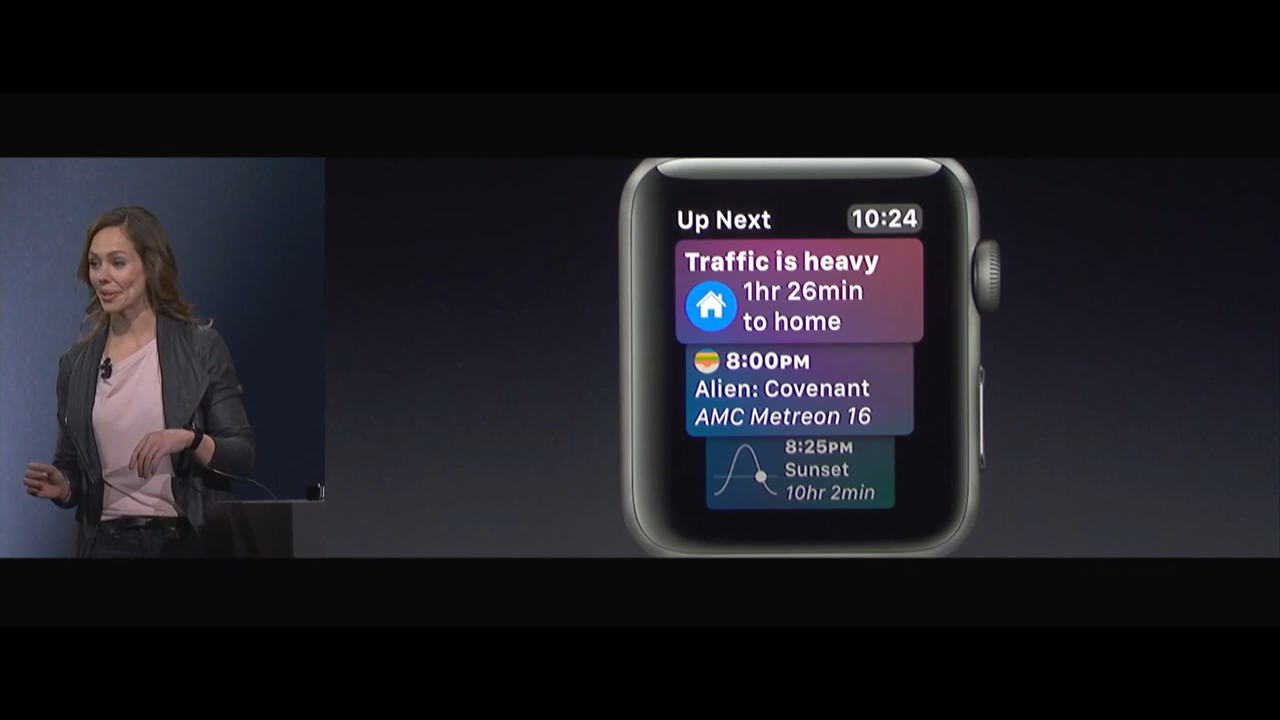 Up Next
10:24
Traffic is heavy
1hr 26min
to home
8:00PM
Alien: Covenant
AMC Metreon 16
8:25PM
Sunset
10hr 2min